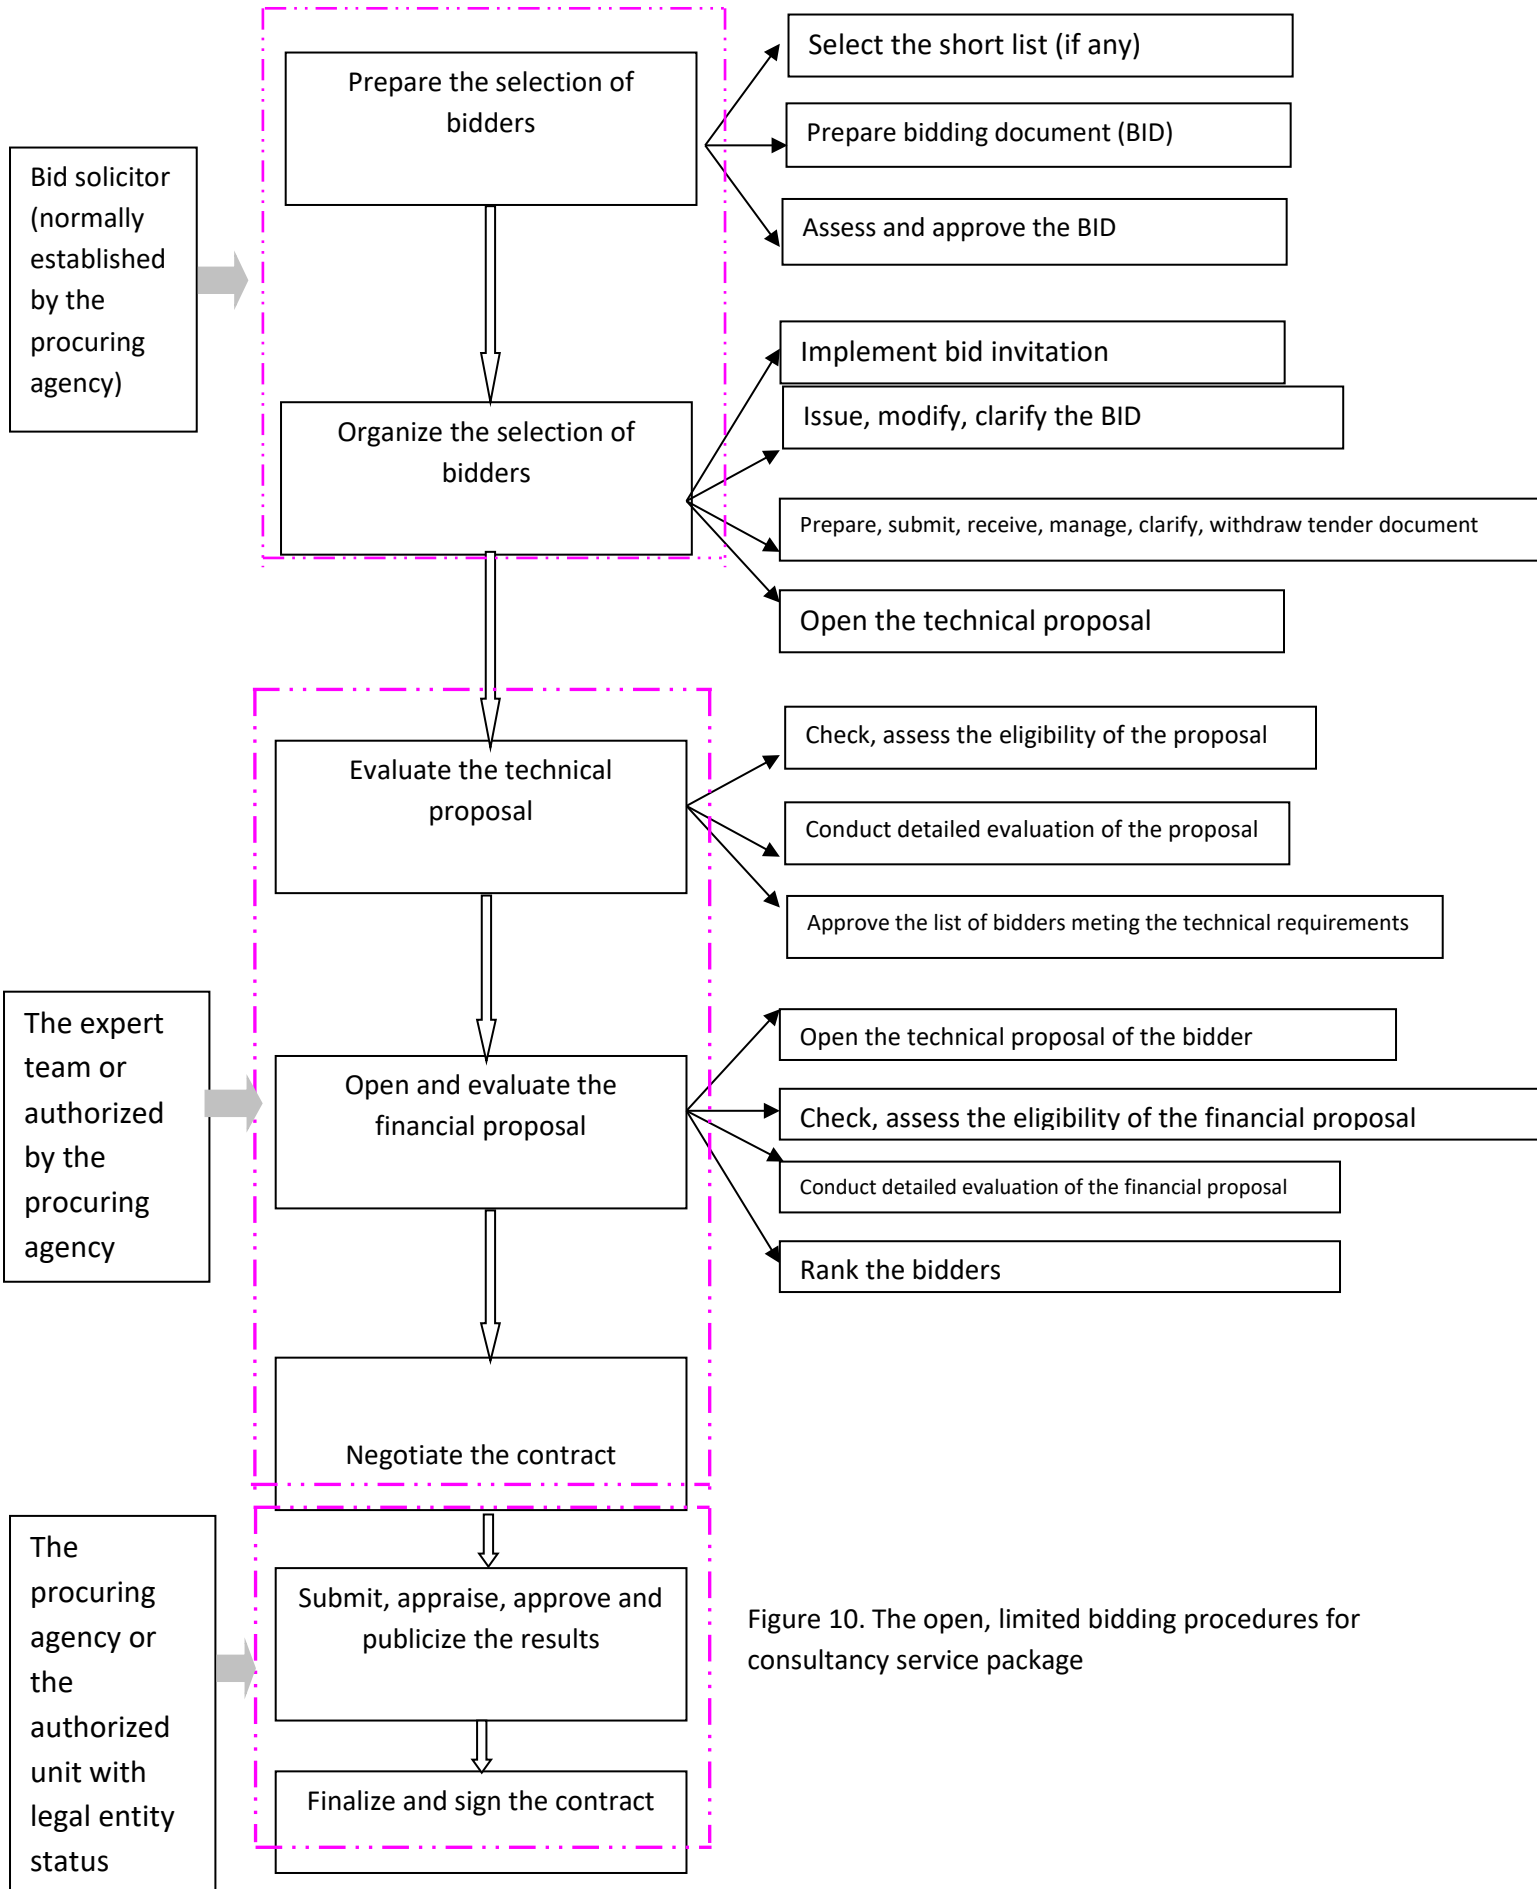 Select the short list (if any)
Prepare the selection of
bidders
Prepare bidding document (BID)
Bid solicitor
(normally
established
by the
procuring
agency)
Assess and approve the BID
Implement bid invitation
Organize the selection of
bidders
Issue, modify, clarify the BID
Prepare, submit, receive, manage, clarify, withdraw tender document
Open the technical proposal
Evaluate the technical
proposal
Check, assess the eligibility of the proposal
Conduct detailed evaluation of the proposal
Approve the list of bidders meting the technical requirements
The expert
team or
authorized
by the
procuring
agency
Open and evaluate the
financial proposal
Open the technical proposal of the bidder
Check, assess the eligibility of the financial proposal
Conduct detailed evaluation of the financial proposal
Rank the bidders
Negotiate the contract
The
procuring
agency or
the
authorized
unit with
legal entity
status
Submit, appraise, approve and
publicize the results
Figure 10. The open, limited bidding procedures for
consultancy service package
Finalize and sign the contract